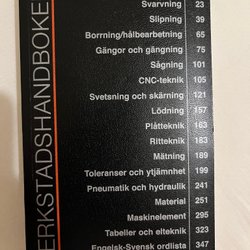 VERKSTADSHANDBOKEN
Svarvning 23
Slipning 39
Borrning/hålbearbetning 65
Gängor och gängning 75
Sågning 101
CNC-teknik 105
Svetsning och skärning 121
Lödning 157
Plåtteknik 163
Ritteknik 183
Mätning 189
Toleranser och ytjämnhet 199
Pneumatik och hydraulik 241
Material 251
Maskinelement 295
Tabeller och elteknik 323
Engelsk-Svensk ordlista 347